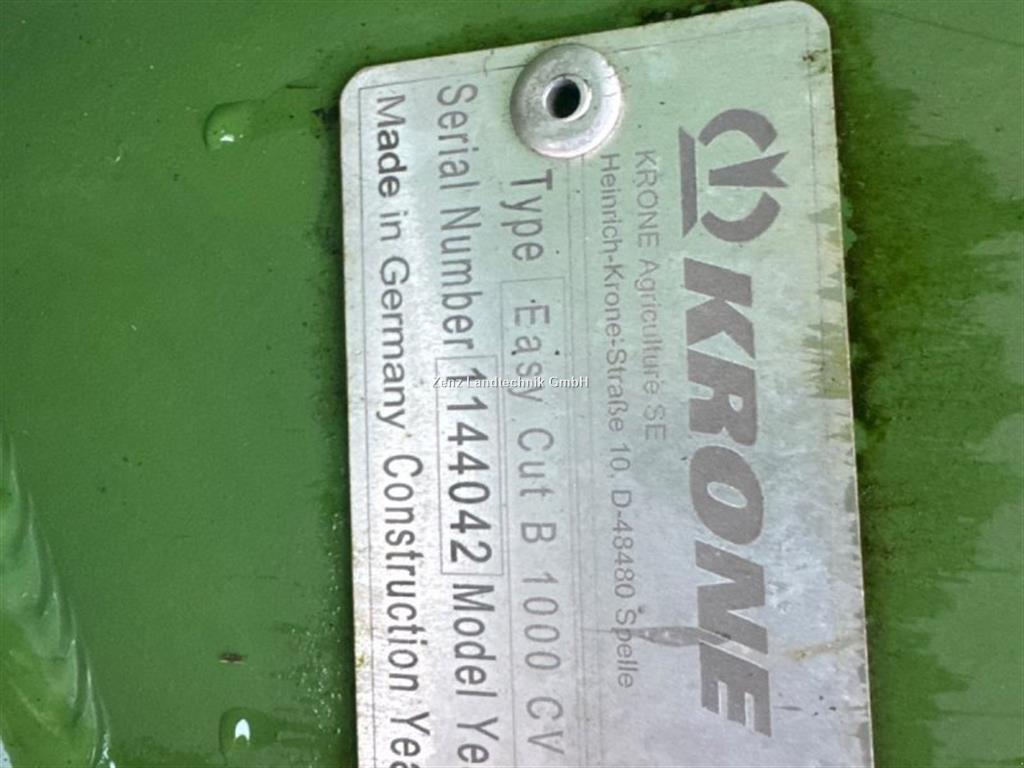 KRONE
KRONE Agriculture SE
Heinrich-Krone-Straße 10, D-48480 Spelle
Type Easy Cut B 1000 CV
Serial Number 1144042 Model Ye
Made in Germany Construction Yea
Zenz Landtechnik GmbH